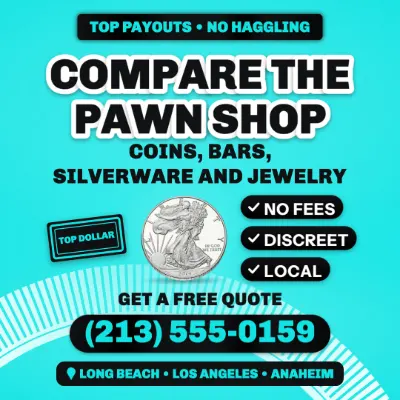 TOP PAYOUTS • NO HAGGLING
COMPARE THE
PAWN SHOP
COINS, BARS,
SILVERWARE AND JEWELRY
TOP DOLLAR
NO FEES
DISCREET
LOCAL
GET A FREE QUOTE
(213) 555-0159
LONG BEACH • LOS ANGELES • ANAHEIM